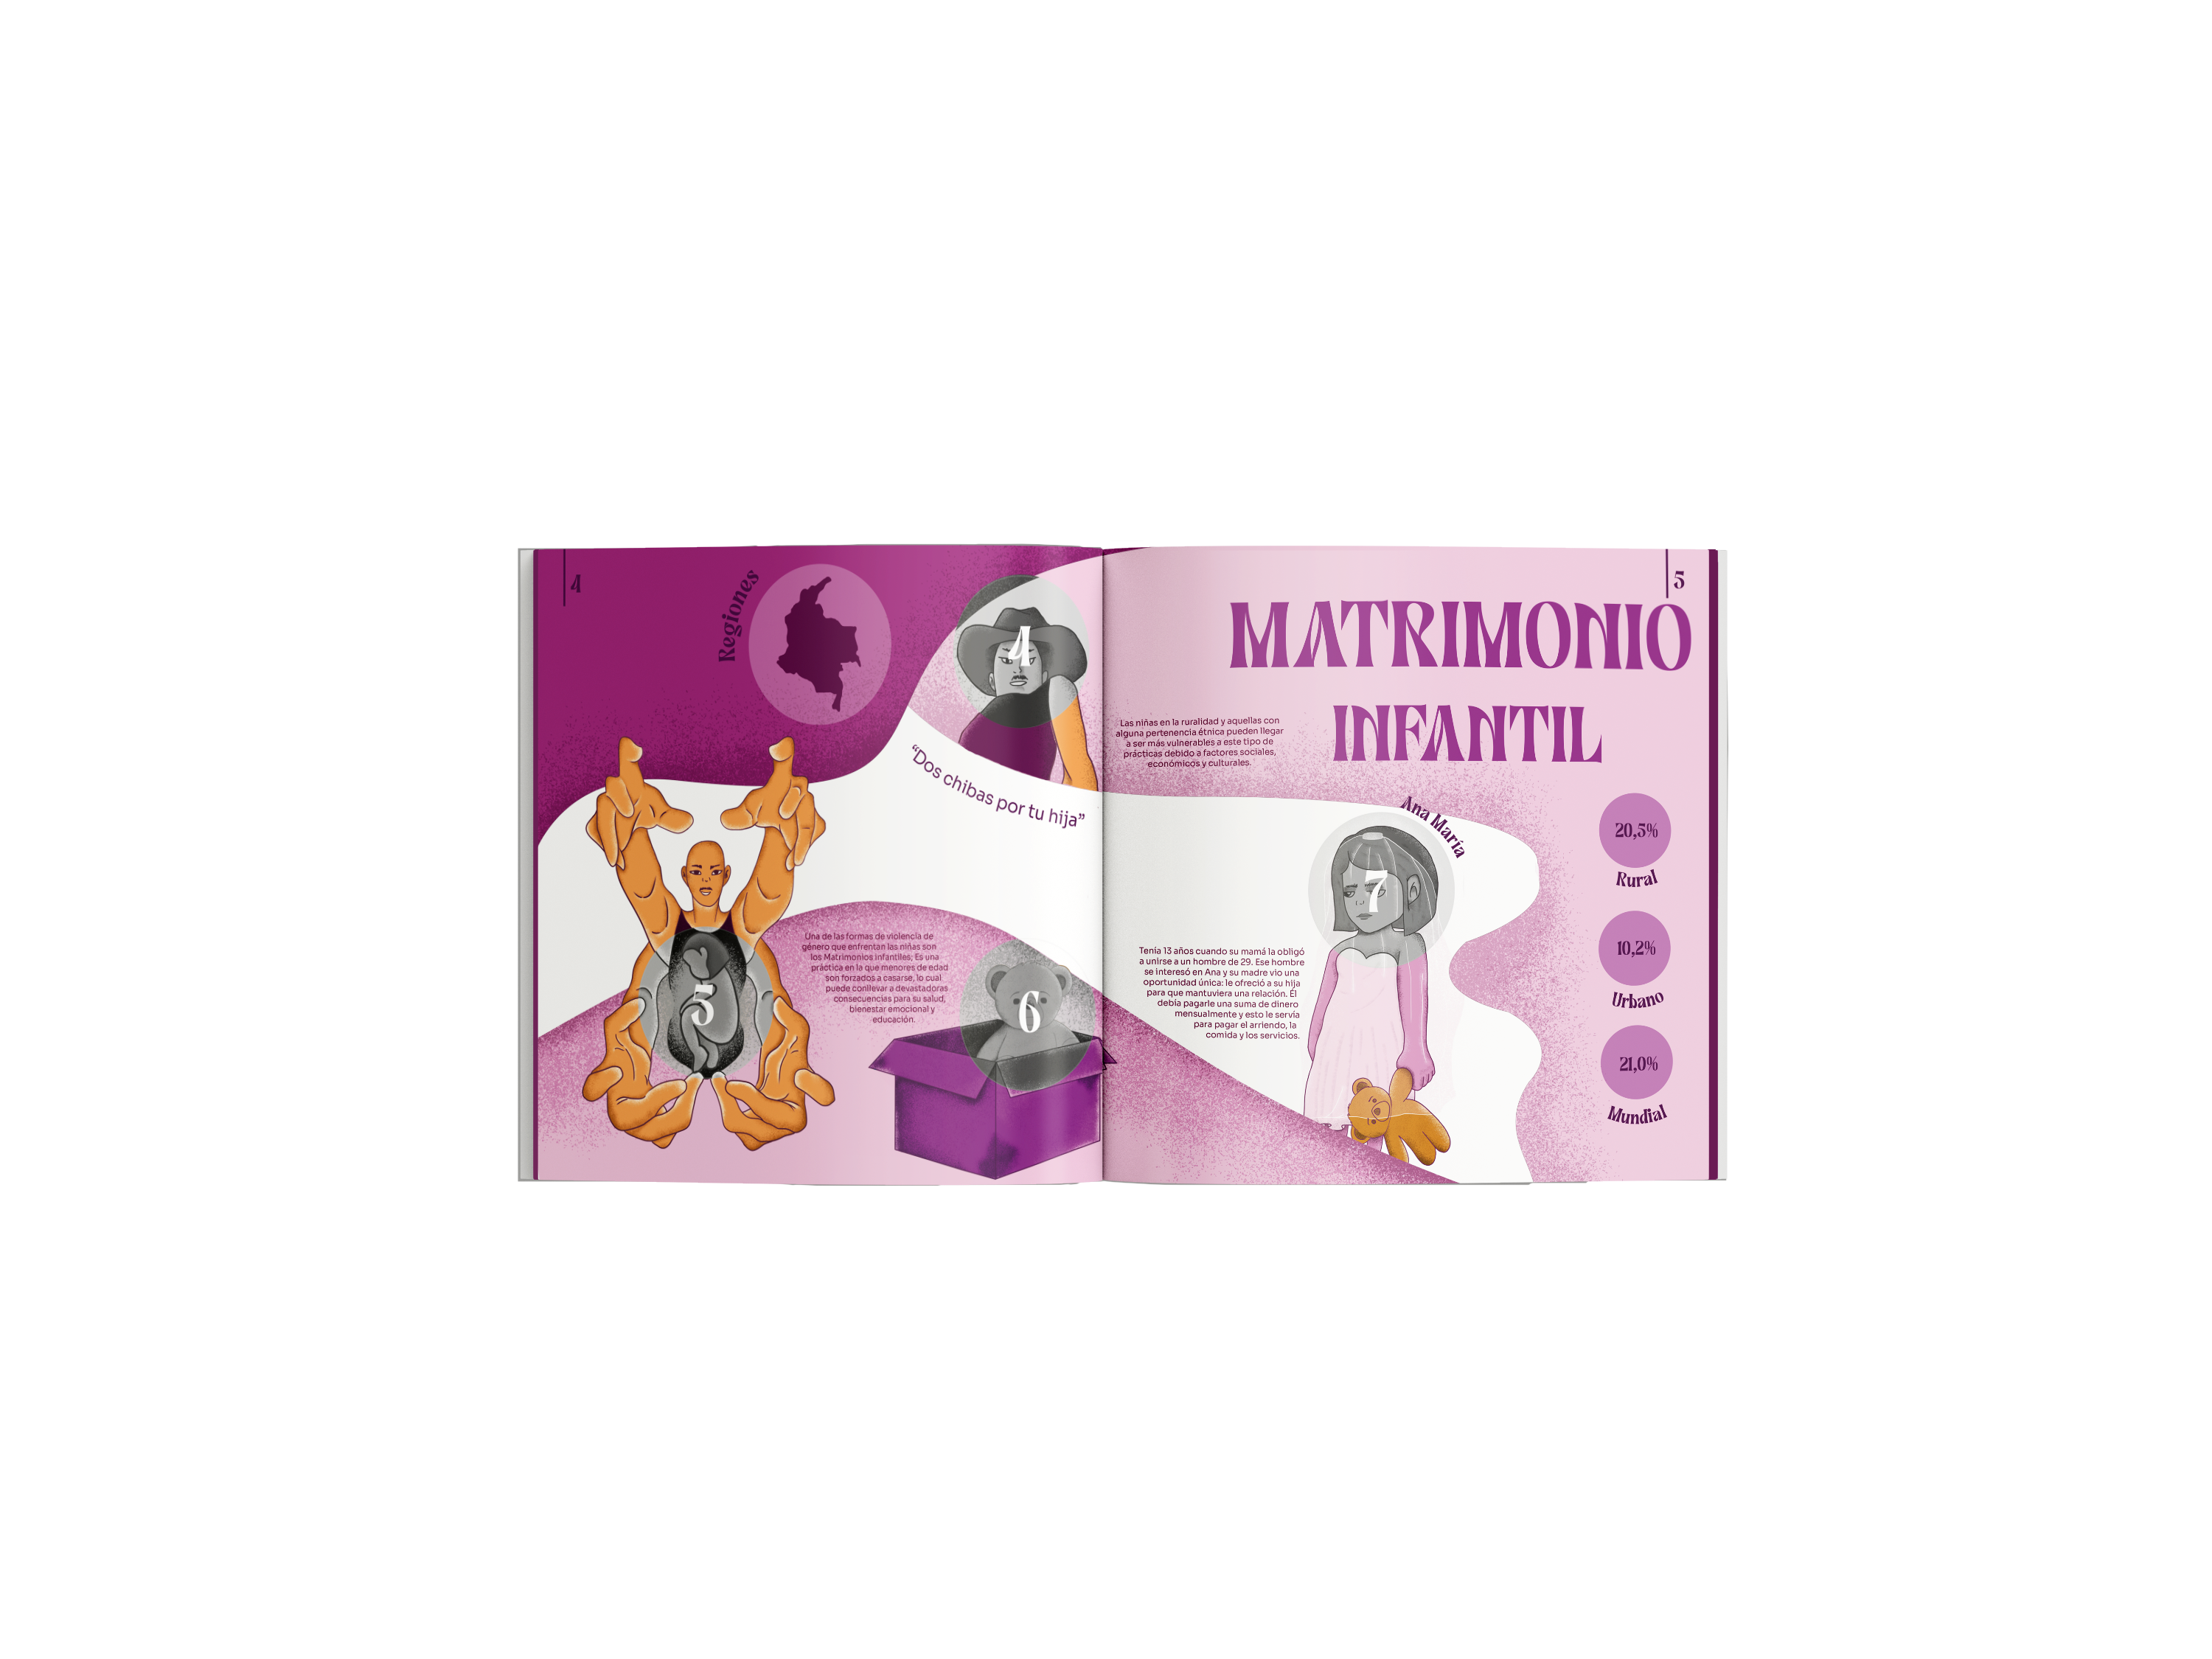 4
Regiones
4
“Dos chibas por tu hija”
5
Una de las formas de violencia de
género que enfrentan las niñas son
los Matrimonios infantiles; Es una
práctica en la que menores de edad
son forzados a casarse, lo cual
puede conllevar a devastadoras
consecuencias para su salud,
bienestar emocional y
educación.
6
5
MATRIMONIO
INFANTIL
Las niñas en la ruralidad y aquellas con
alguna pertenencia étnica pueden llegar
a ser más vulnerables a este tipo de
prácticas debido a factores sociales,
económicos y culturales.
Ana María
7
Tenía 13 años cuando su mamá la obligó
a unirse a un hombre de 29. Ese hombre
se interesó en Ana y su madre vio una
oportunidad única: le ofreció a su hija
para que mantuviera una relación. Él
debía pagarle una suma de dinero
mensualmente y esto le servía
para pagar el arriendo, la
comida y los servicios.
20,5%
Rural
10,2%
Urbano
21,0%
Mundial